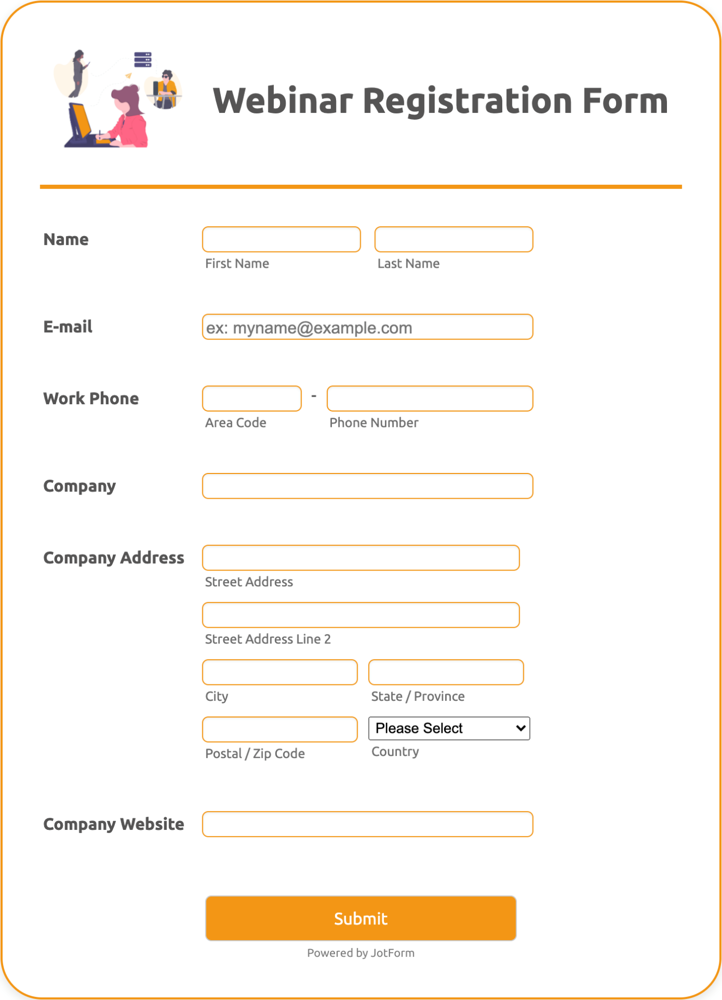 Webinar Registration Form
Name
First Name
Last Name
E-mail
ex: myname@example.com
Work Phone
-
Area Code
Phone Number
Company
Company Address
Street Address
Street Address Line 2
City
State / Province
Please Select
Postal / Zip Code
Country
Company Website
Submit
Powered by JotForm